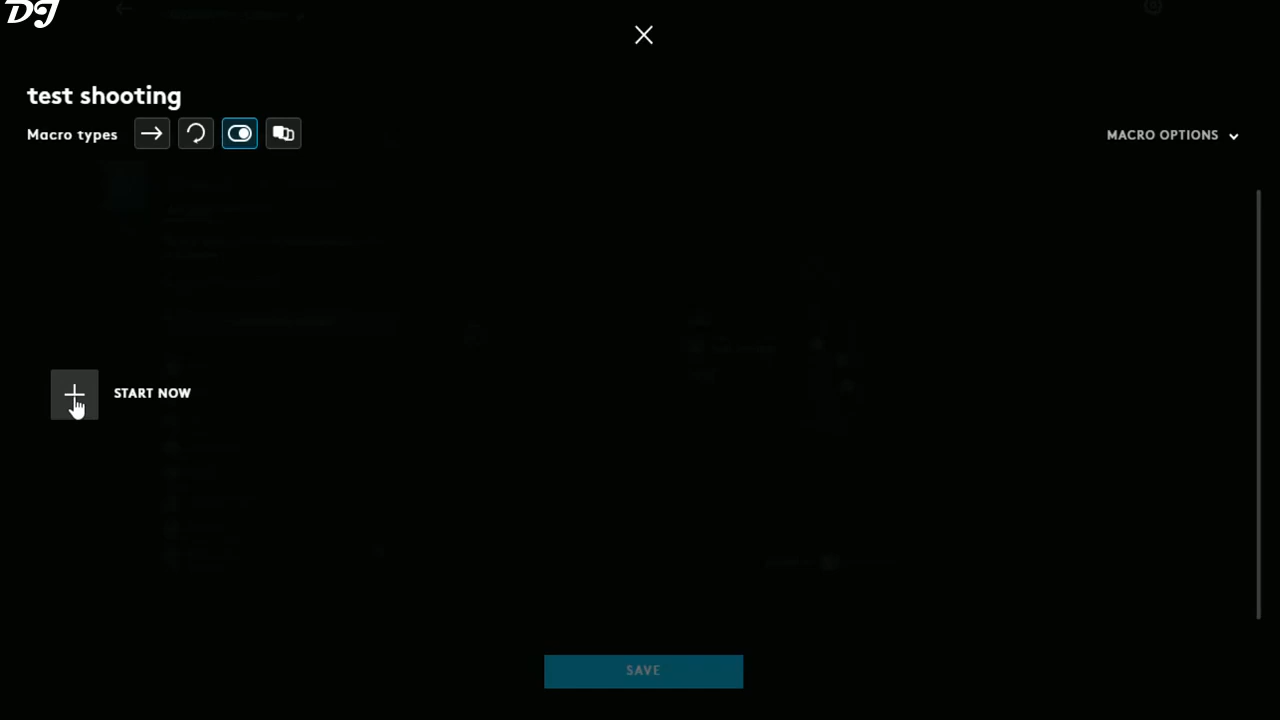 DJ
test shooting
Macro types
MACRO OPTIONS
START NOW
SAVE